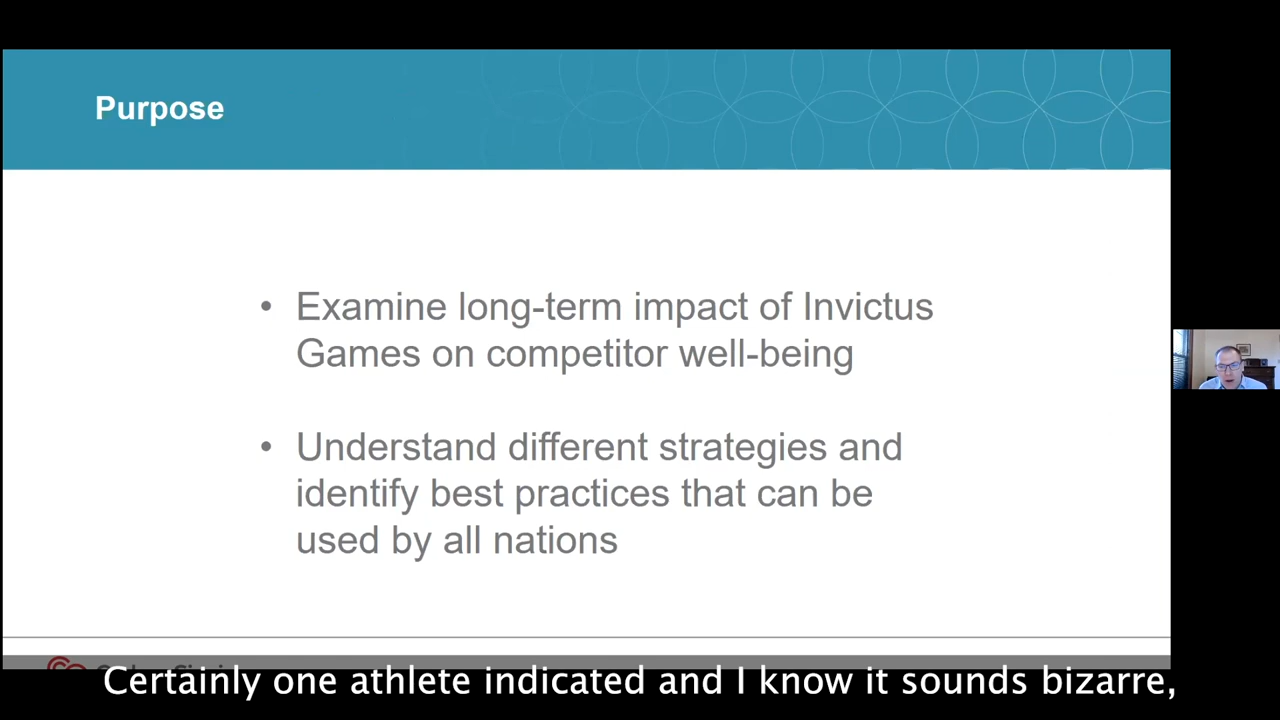 Purpose
• Examine long-term impact of Invictus
Games on competitor well-being
• Understand different strategies and
identify best practices that can be
used by all nations
Certainly one athlete indicated and I know it sounds bizarre,